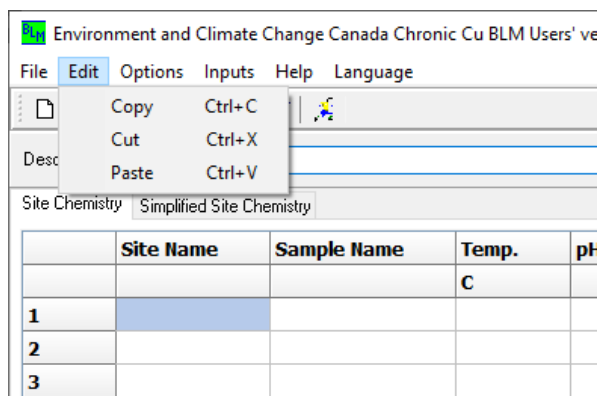 BLM Environment and Climate Change Canada Chronic Cu BLM Users' ve
File Edit Options Inputs Help Language
Copy Ctrl+C
Cut Ctrl+X
Desc
Paste Ctrl+V
Site Chemistry Simplified Site Chemistry
Site Name Sample Name Temp. pH
C
1
2
3